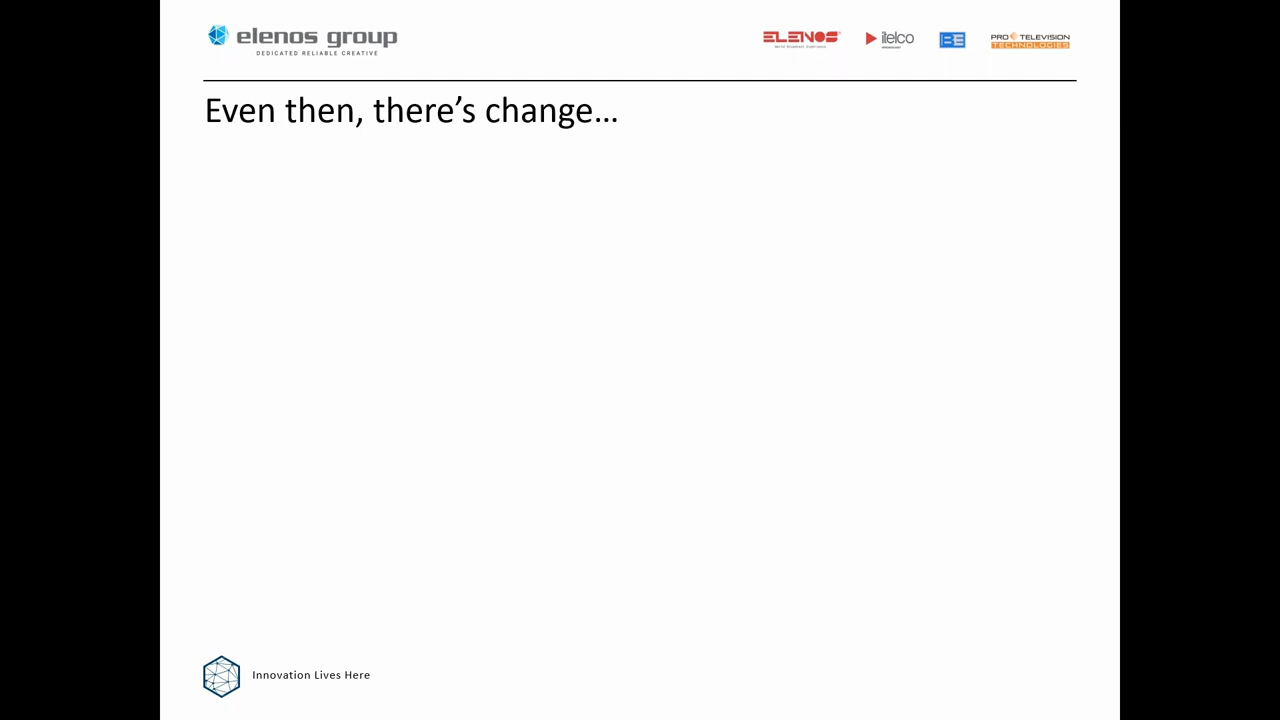 elenos group
DEDICATED RELIABLE CREATIVE
ELENOS
itelco
BE
PRO TELEVISION
TECHNOLOGIES
Even then, there’s change…
Innovation Lives Here